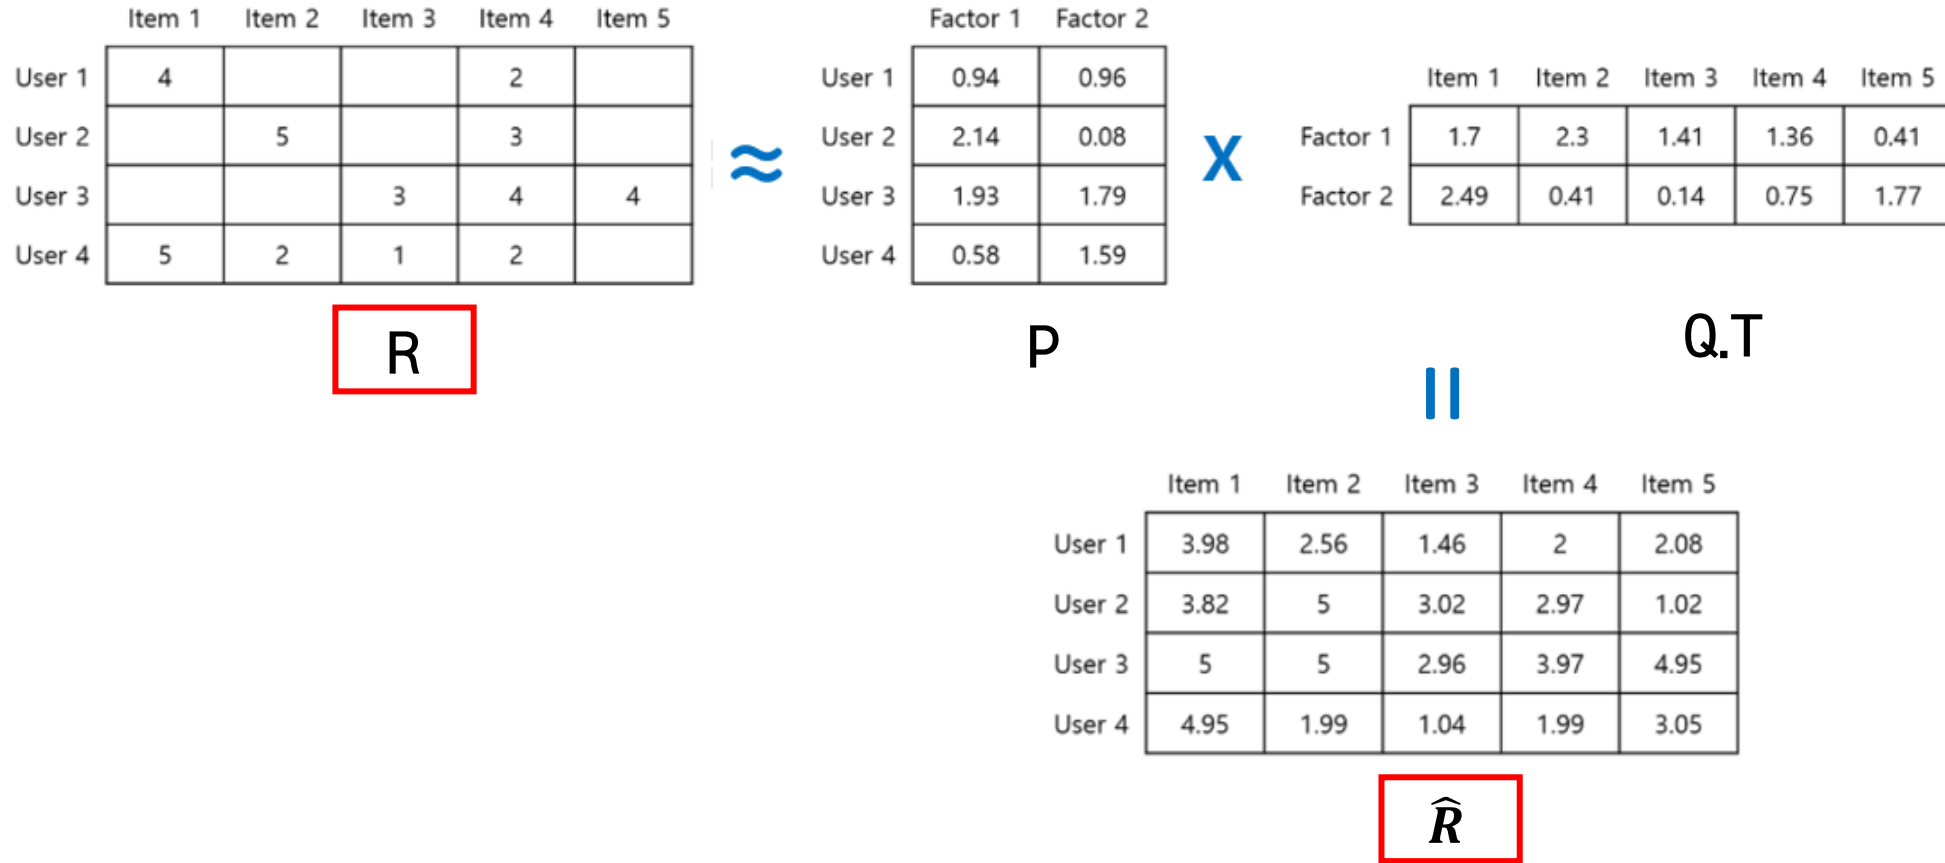 Item 1 Item 2 Item 3 Item 4 Item 5
User 1 4 2
User 2 5 3
User 3 3 4 4
User 4 5 2 1 2
R
≈
Factor 1 Factor 2
User 1 0.94 0.96
User 2 2.14 0.08
User 3 1.93 1.79
User 4 0.58 1.59
P
X
Item 1 Item 2 Item 3 Item 4 Item 5
Factor 1 1.7 2.3 1.41 1.36 0.41
Factor 2 2.49 0.41 0.14 0.75 1.77
Q.T
=
Item 1 Item 2 Item 3 Item 4 Item 5
User 1 3.98 2.56 1.46 2 2.08
User 2 3.82 5 3.02 2.97 1.02
User 3 5 5 2.96 3.97 4.95
User 4 4.95 1.99 1.04 1.99 3.05
R̂